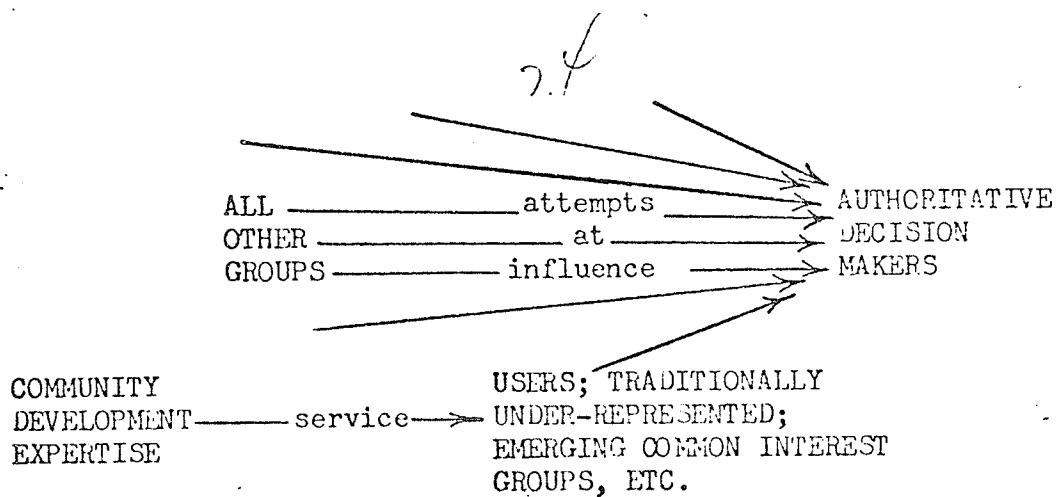 ALL attempts AUTHORITATIVE
OTHER at DECISION
GROUPS influence MAKERS
COMMUNITY USERS; TRADITIONALLY
DEVELOPMENT service UNDER-REPRESENTED;
EXPERTISE EMERGING COMMON INTEREST
GROUPS, ETC.